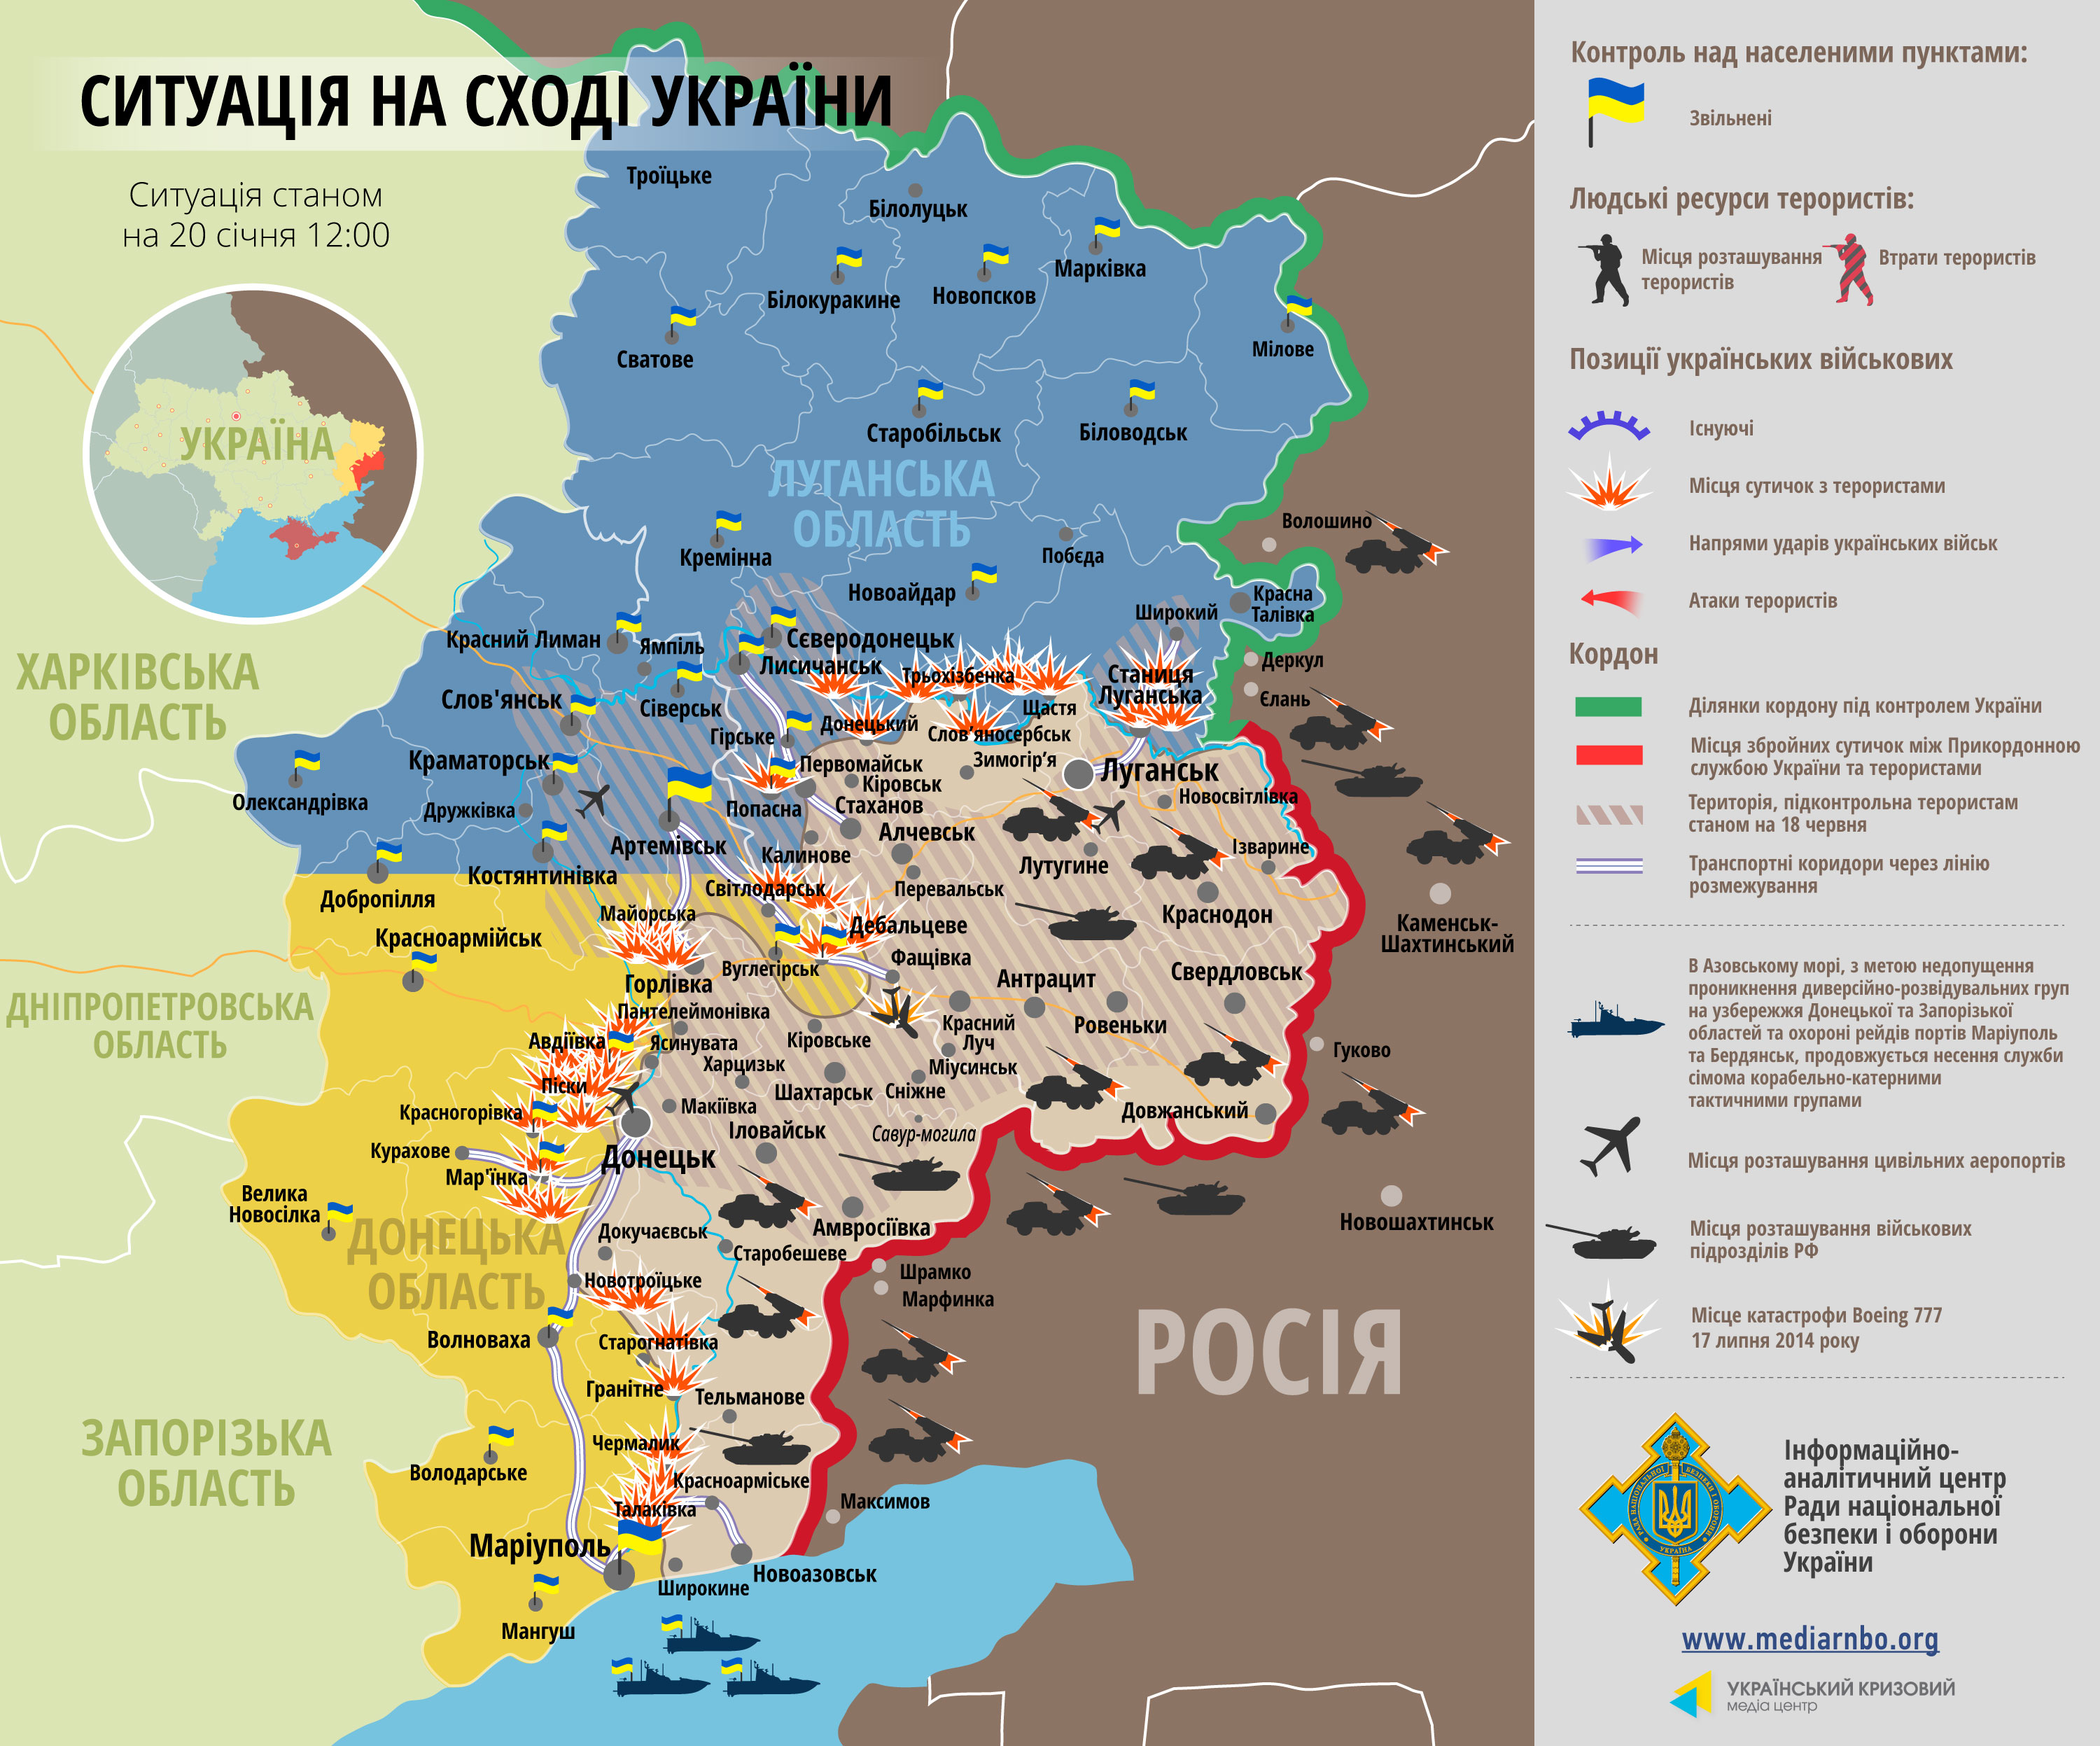 СИТУАЦІЯ НА СХОДІ УКРАЇНИ
Ситуація станом
на 20 січня 12:00
УКРАЇНА
ХАРКІВСЬКА
ОБЛАСТЬ
ДНІПРОПЕТРОВСЬКА
ОБЛАСТЬ
ЗАПОРІЗЬКА
ОБЛАСТЬ
ЛУГАНСЬКА
ОБЛАСТЬ
ДОНЕЦЬКА
ОБЛАСТЬ
РОСІЯ
Троїцьке
Білолуцьк
Марківка
Білокуракине
Новопсков
Сватове
Мілове
Старобільськ
Біловодськ
Кремінна
Побєда
Волошино
Новоайдар
Красна
Талівка
Широкий
Красний Лиман
Ямпіль
Сєверодонецьк
Лисичанськ
Трьохізбенка
Станиця
Луганська
Деркул
Єлань
Слов'янськ
Сіверськ
Гірське
Донецький
Щастя
Слов’яносербськ
Зимогір’я
Краматорськ
Первомайськ
Кіровськ
Стаханов
Луганськ
Новосвітлівка
Олександрівка
Дружківка
Попасна
Алчевськ
Артемівськ
Калинове
Лутугине
Ізварине
Костянтинівка
Світлодарськ
Перевальськ
Добропілля
Майорська
Дебальцеве
Краснодон
Каменськ-
Шахтинський
Красноармійськ
Вуглегірськ
Фащівка
Горлівка
Антрацит
Свердловськ
Пантелеймонівка
Красний
Луч
Ровеньки
Авдіївка
Ясинувата
Кіровське
Гуково
Харцизьк
Міусинськ
Піски
Шахтарськ
Сніжне
Красногорівка
Макіївка
Довжанський
Іловайськ
Савур-могила
Курахове
Донецьк
Мар'їнка
Велика
Новосілка
Амвросіївка
Новошахтинськ
Докучаєвськ
Старобешеве
Шрамко
Марфинка
Новотроїцьке
Волноваха
Старогнатівка
Гранітне
Тельманове
Чермалик
Володарське
Красноармiське
Талаківка
Максимов
Маріуполь
Широкине
Новоазовськ
Мангуш
Контроль над населеними пунктами:
Звільнені
Людські ресурси терористів:
Місця розташування
терористів
Втрати терористів
Позиції українських військових
Існуючі
Місця сутичок з терористами
Напрями ударів українських військ
Атаки терористів
Кордон
Ділянки кордону під контролем України
Місця збройних сутичок між Прикордонною
службою України та терористами
Територія, підконтрольна терористам
станом на 18 червня
Транспортні коридори через лінію
розмежування
В Азовському морі, з метою недопущення
проникнення диверсійно-розвідувальних груп
на узбережжя Донецької та Запорізької
областей та охороні рейдів портів Маріуполь
та Бердянськ, продовжується несення служби
сімома корабельно-катерними
тактичними групами
Місця розташування цивільних аеропортів
Місця розташування військових
підрозділів РФ
Місце катастрофи Boeing 777
17 липня 2014 року
Інформаційно-
аналітичний центр
Ради національної
безпеки і оборони
України
www.mediarnbo.org
УКРАЇНСЬКИЙ КРИЗОВИЙ
медіа центр